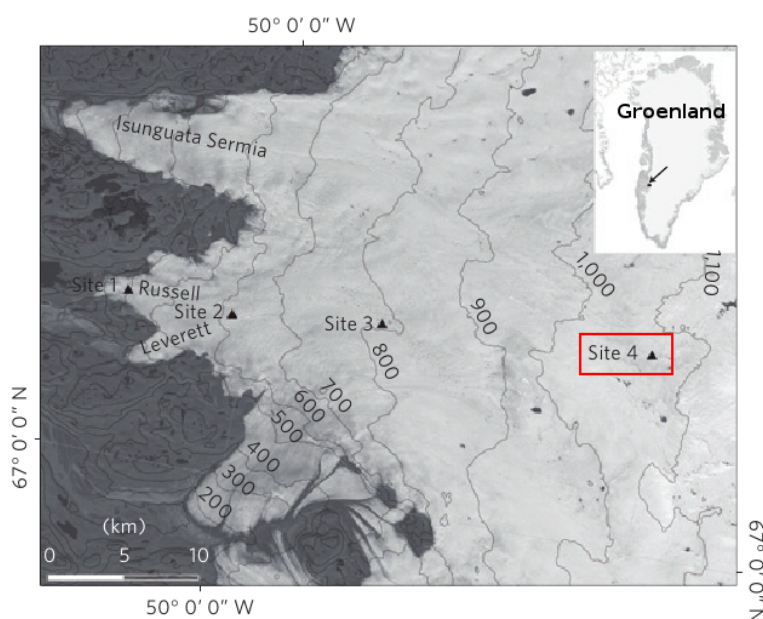 50° 0' 0" W
Groenland
Isunguata Sermia
1,100
1,000
Site 1
Russell
Site 2
Leverett
Site 3
900
800
Site 4
700
600
500
400
300
200
67° 0' 0" N
(km)
0 5 10
67° 0' 0" N
50° 0' 0" W